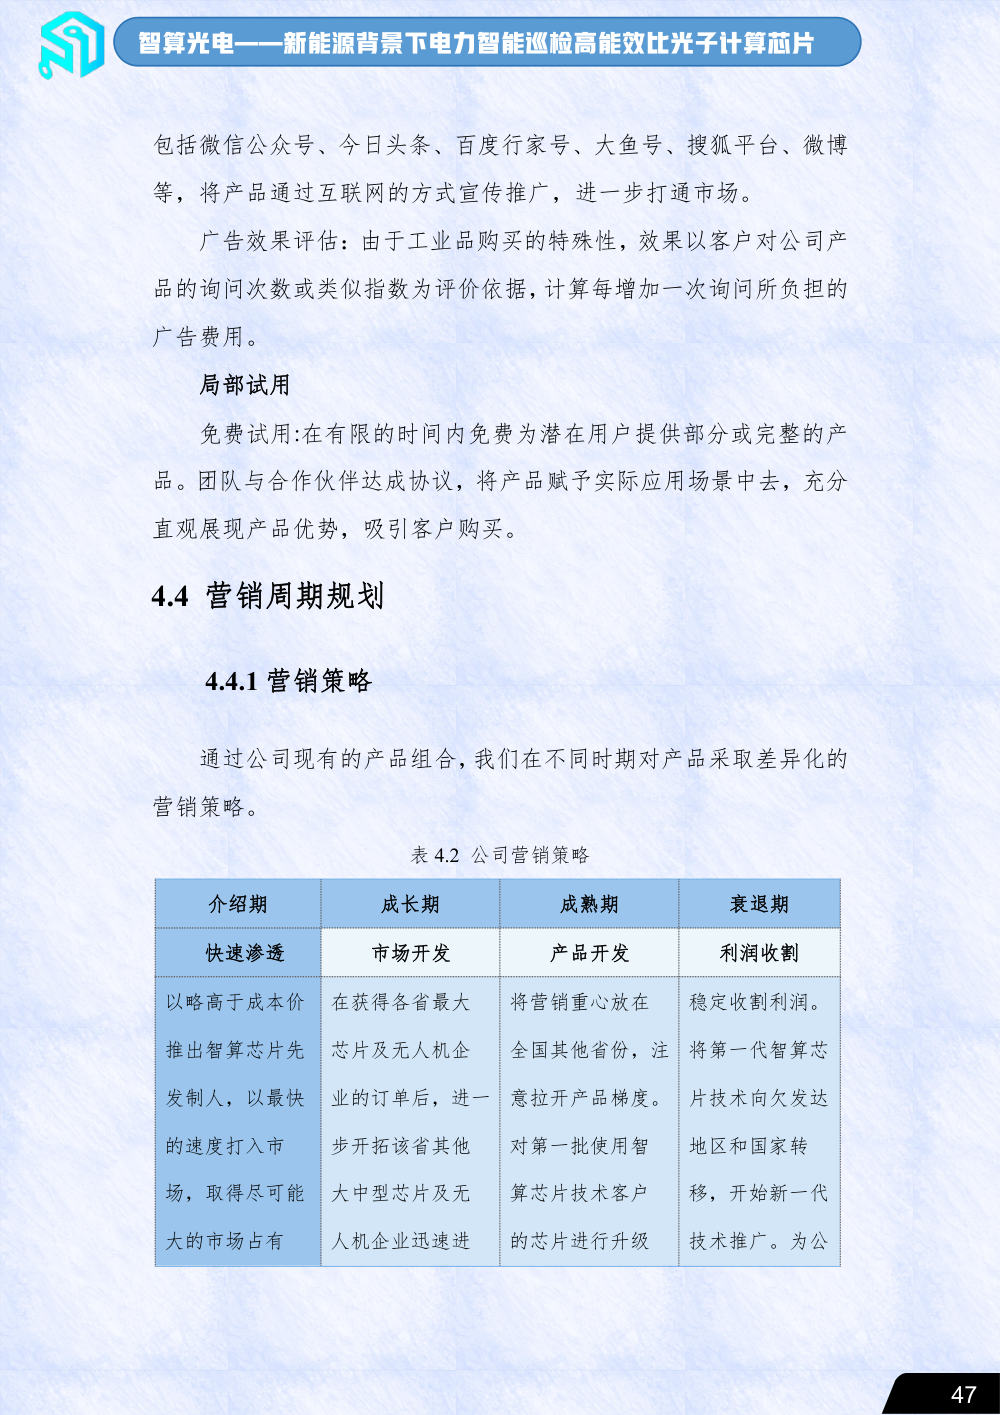 智算光电——新能源背景下电力智能巡检高能效比光子计算芯片
包括微信公众号、今日头条、百度行家号、大鱼号、搜狐平台、微博
等，将产品通过互联网的方式宣传推广，进一步打通市场。
广告效果评估：由于工业品购买的特殊性，效果以客户对公司产
品的询问次数或类似指数为评价依据，计算每增加一次询问所负担的
广告费用。
局部试用
免费试用:在有限的时间内免费为潜在用户提供部分或完整的产
品。团队与合作伙伴达成协议，将产品赋予实际应用场景中去，充分
直观展现产品优势，吸引客户购买。
4.4 营销周期规划
4.4.1 营销策略
通过公司现有的产品组合，我们在不同时期对产品采取差异化的
营销策略。
表 4.2 公司营销策略
介绍期 成长期 成熟期 衰退期
快速渗透 市场开发 产品开发 利润收割
以略高于成本价 在获得各省最大 将营销重心放在 稳定收割利润。
推出智算芯片先 芯片及无人机企 全国其他省份，注 将第一代智算芯
发制人，以最快 业的订单后，进一 意拉开产品梯度。 片技术向欠发达
的速度打入市 步开拓该省其他 对第一批使用智 地区和国家转
场，取得尽可能 大中型芯片及无 算芯片技术客户 移，开始新一代
大的市场占有 人机企业迅速进 的芯片进行升级 技术推广。为公
47